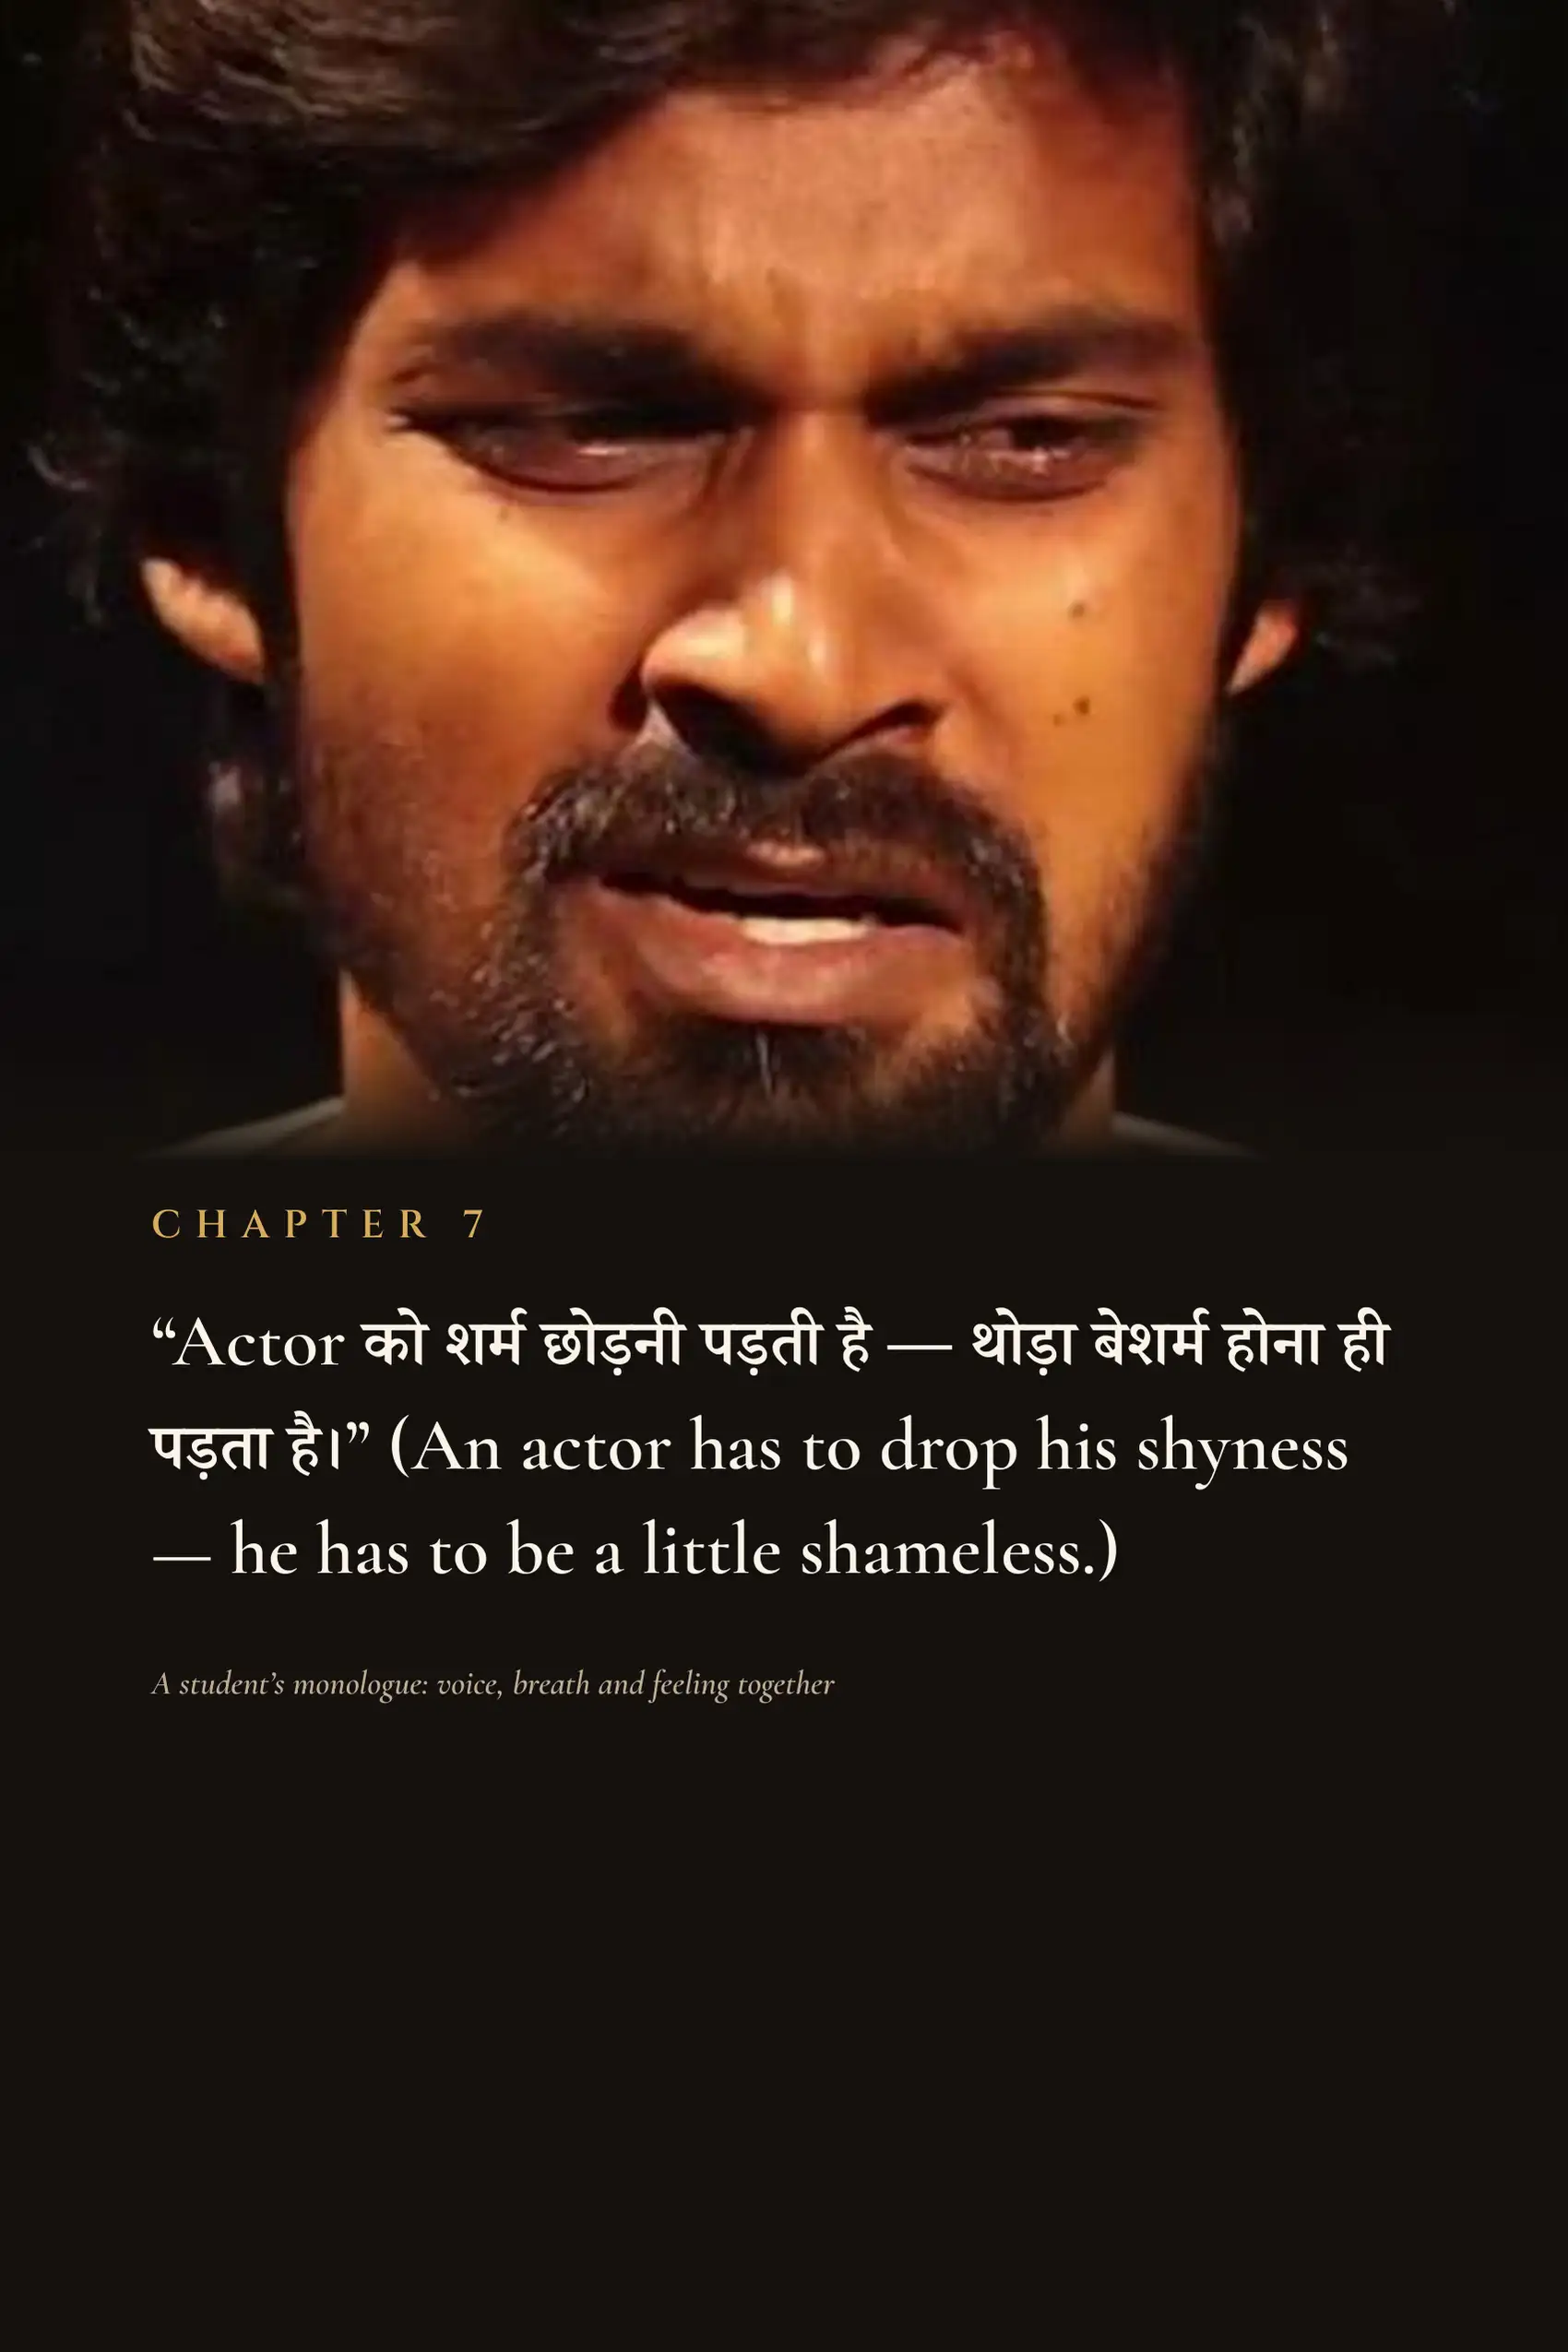 CHAPTER 7
“Actor को शर्म छोड़नी पड़ती है — थोड़ा बेशर्म होना ही
पड़ता है।” (An actor has to drop his shyness
— he has to be a little shameless.)
A student’s monologue: voice, breath and feeling together